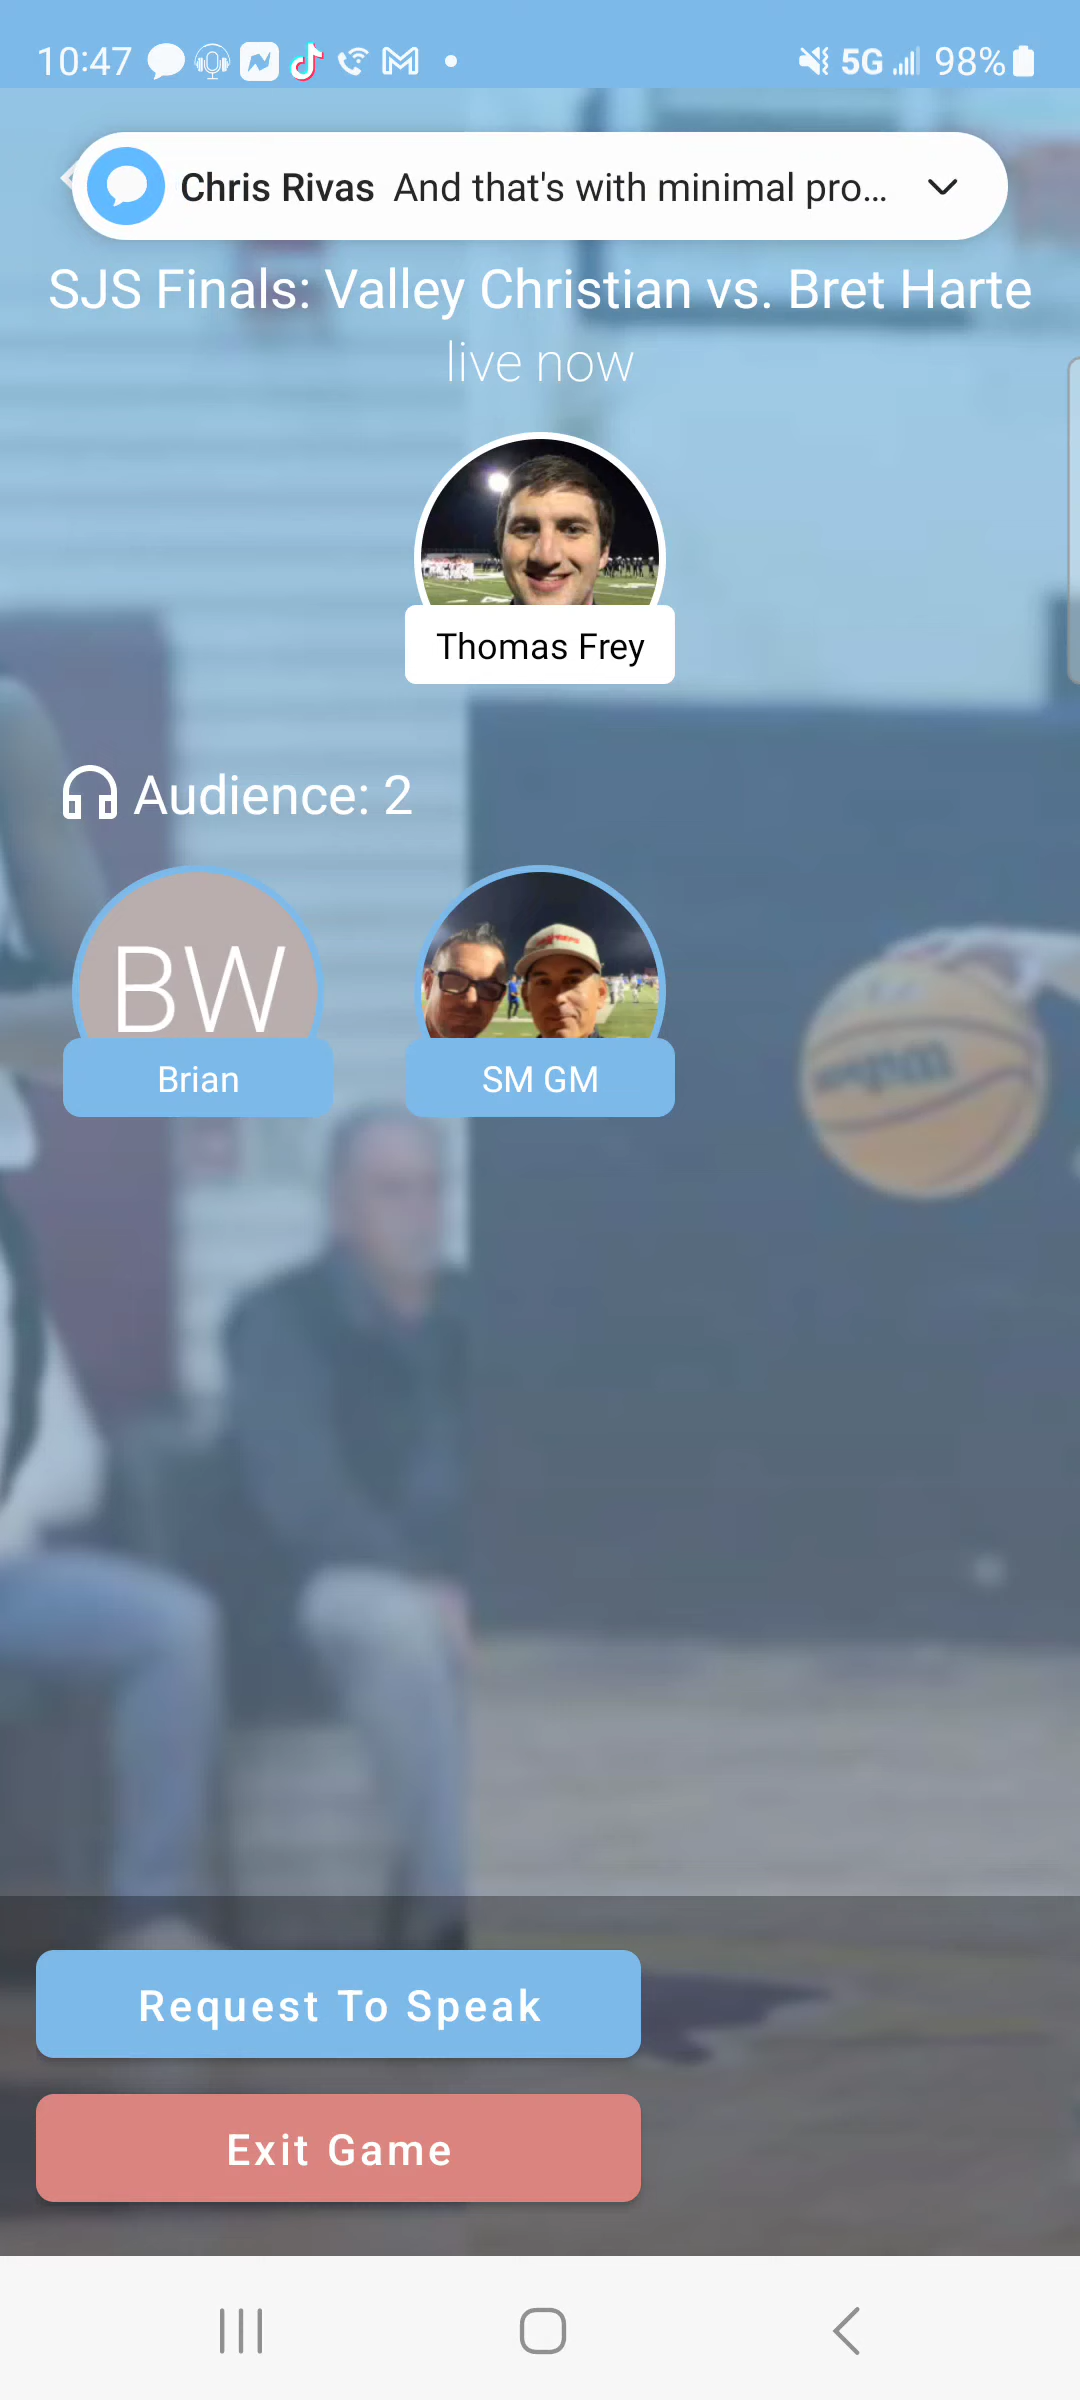 10:47 5G 98%
Chris Rivas And that's with minimal pro...
SJS Finals: Valley Christian vs. Bret Harte
live now
Thomas Frey
Audience: 2
BW
Brian
SM GM
Request To Speak
Exit Game